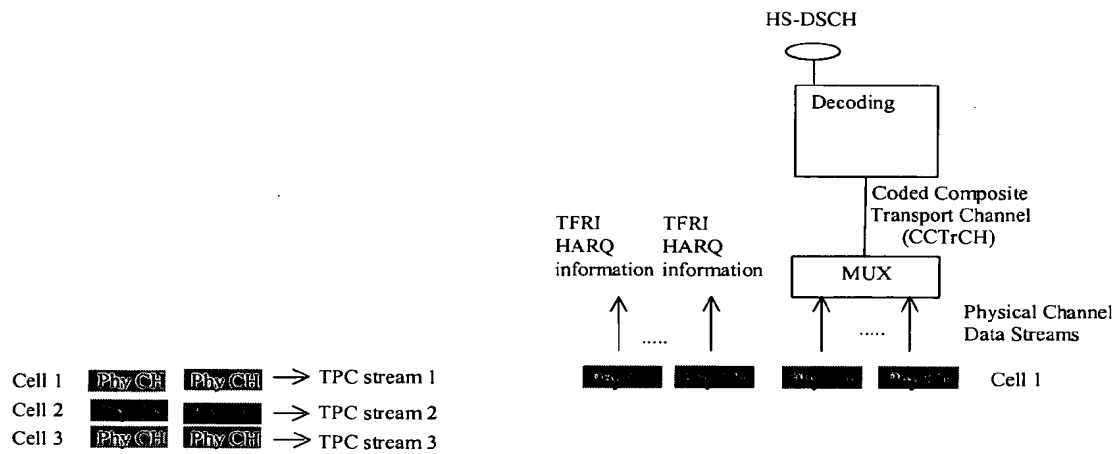 HS-DSCH
Decoding
Coded Composite
Transport Channel
(CCTrCH)
TFRI
HARQ
information
TFRI
HARQ
information
MUX
Physical Channel
Data Streams
.....
.....
Cell 1
Cell 1 Phy CH Phy CH TPC stream 1
Cell 2 TPC stream 2
Cell 3 Phy CH Phy CH TPC stream 3